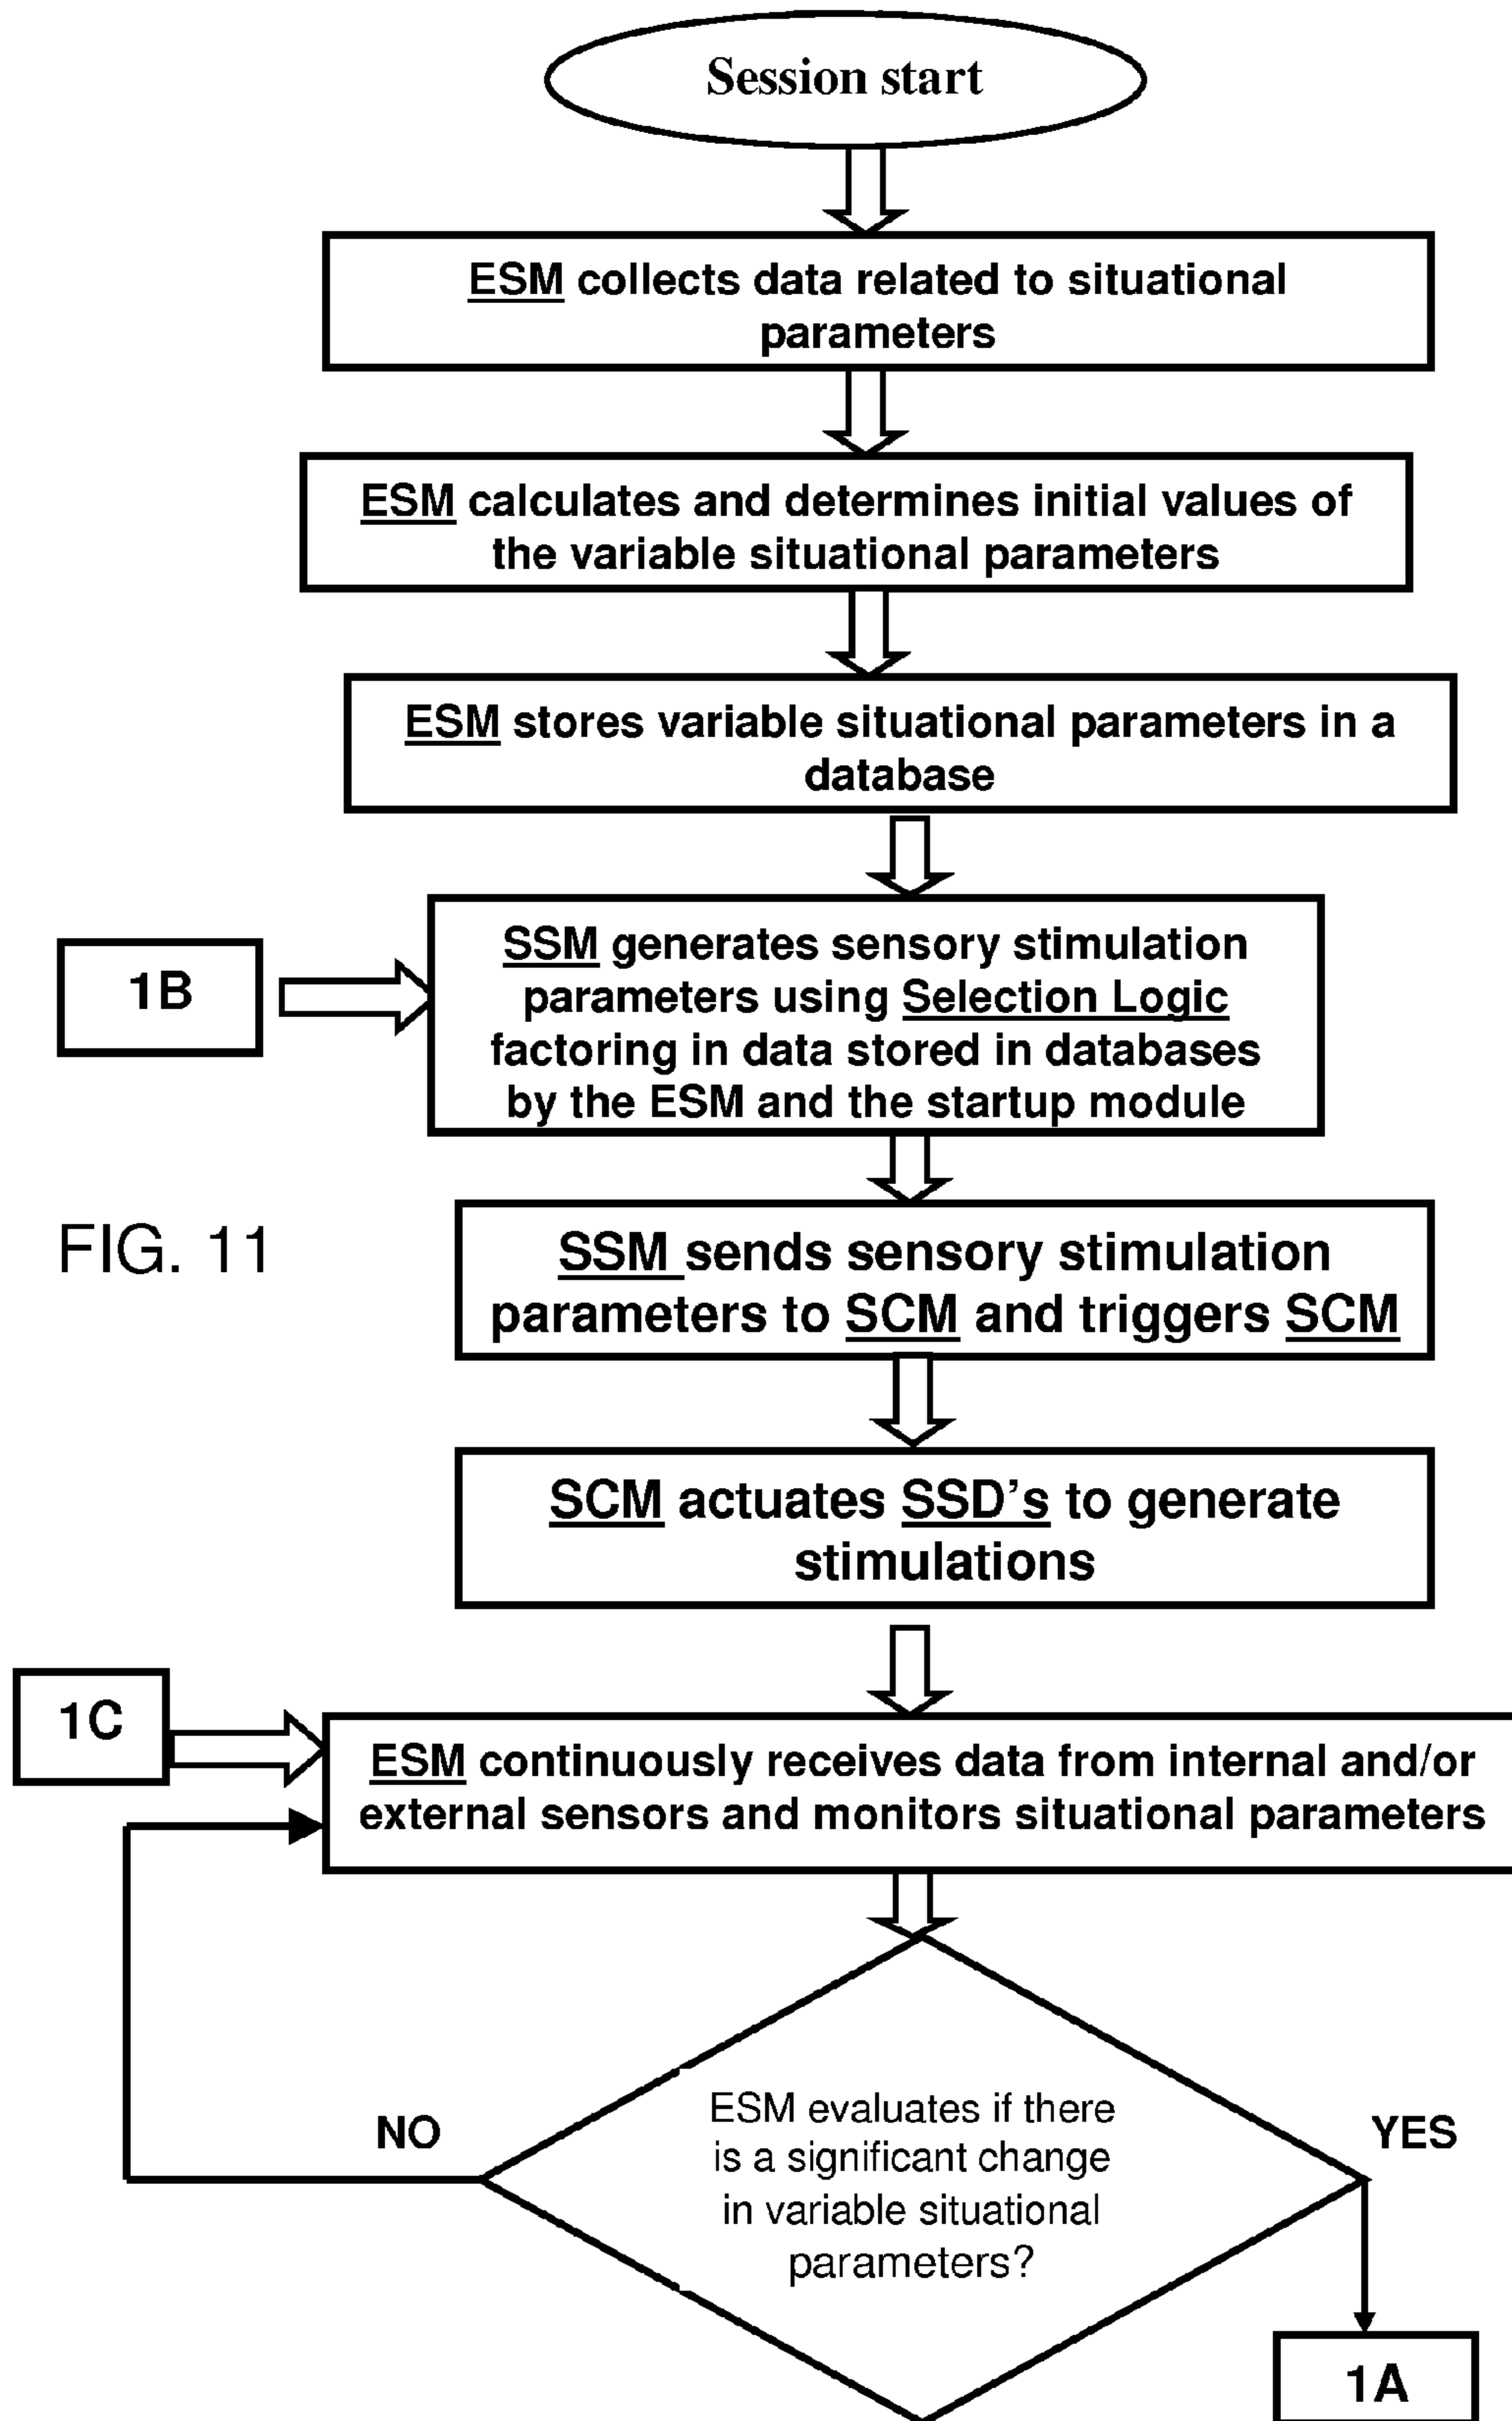 Session start
ESM collects data related to situational
parameters
ESM calculates and determines initial values of
the variable situational parameters
ESM stores variable situational parameters in a
database
1B
SSM generates sensory stimulation
parameters using Selection Logic
factoring in data stored in databases
by the ESM and the startup module
FIG. 11
SSM sends sensory stimulation
parameters to SCM and triggers SCM
SCM actuates SSD's to generate
stimulations
1C
ESM continuously receives data from internal and/or
external sensors and monitors situational parameters
NO
ESM evaluates if there
is a significant change
in variable situational
parameters?
YES
1A